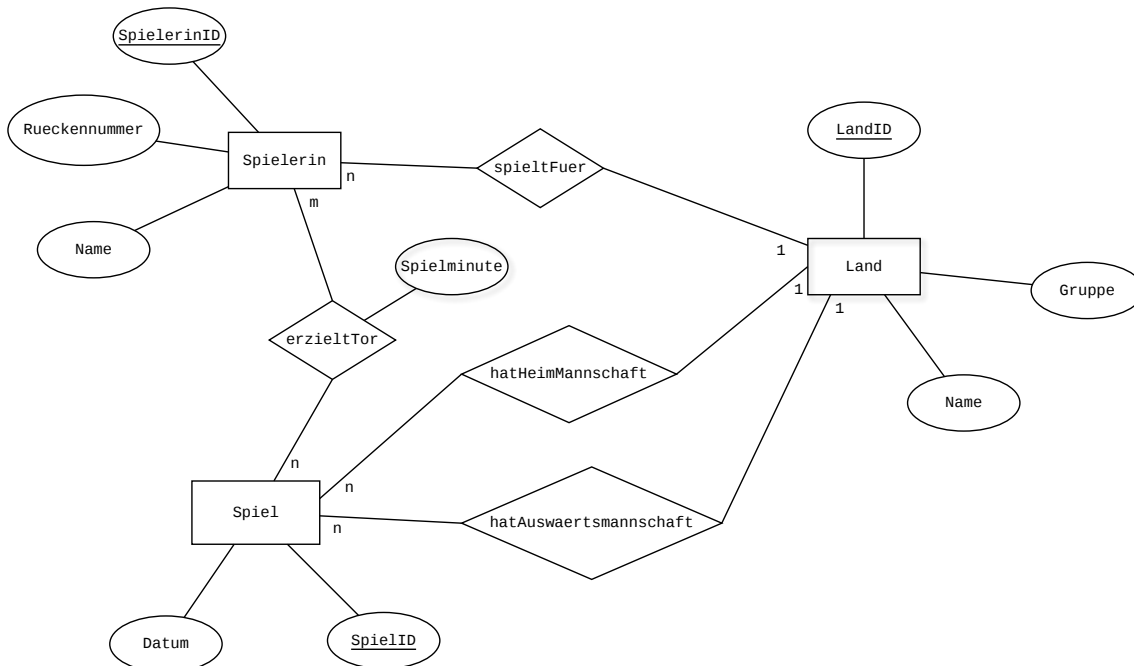 SpielerinID
Rueckennummer
Spielerin
Name
n
m
spieltFuer
LandID
1
Land
1
1
Gruppe
Name
Spielminute
erzieltTor
n
hatHeimMannschaft
n
Spiel
n
hatAuswaertsmannschaft
Datum
SpielID